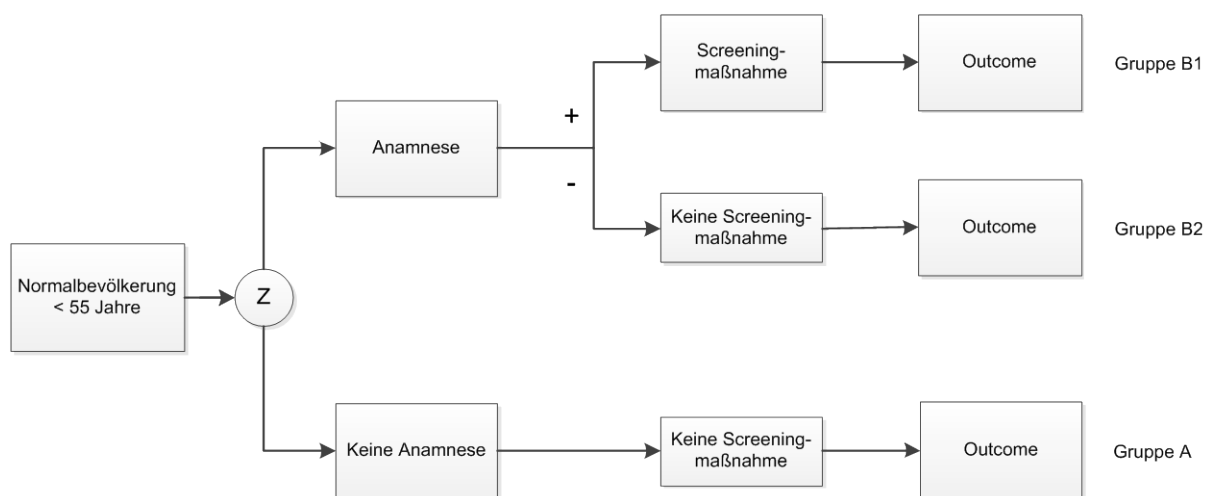 Screening-
maßnahme
Outcome
Gruppe B1
+
Anamnese
-
Keine Screening-
maßnahme
Outcome
Gruppe B2
Normalbevölkerung
< 55 Jahre
Z
Keine Anamnese
Keine Screening-
maßnahme
Outcome
Gruppe A